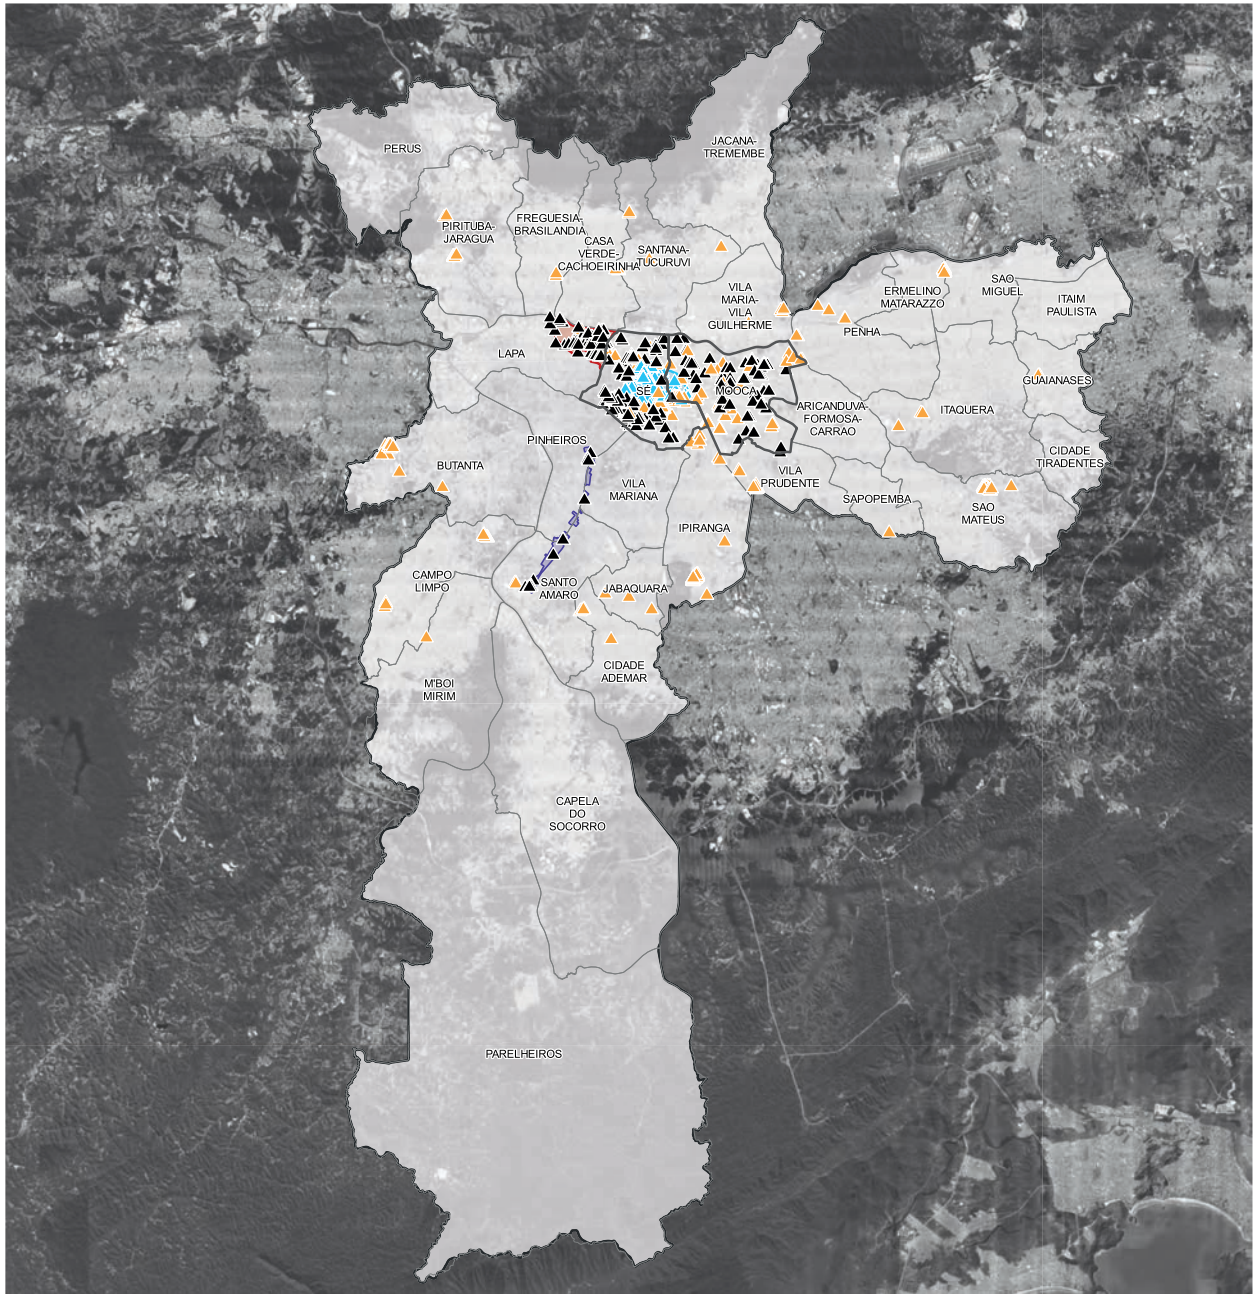 JACANA-
TREMEMBE
PERUS
FREGUESIA-
BRASILANDIA
PIRITUBA-
JARAGUA
CASA
VERDE-
CACHOEIRINHA
SANTANA-
TUCURUVI
SAO
MIGUEL
ERMELINO
MATARAZZO
VILA
MARIA-
VILA
GUILHERME
ITAIM
PAULISTA
PENHA
LAPA
GUAIANASES
SÉ
MOOCA
ARICANDUVA-
FORMOSA-
CARRAO
ITAQUERA
PINHEIROS
CIDADE
TIRADENTES
BUTANTA
VILA
PRUDENTE
VILA
MARIANA
SAPOPEMBA
SAO
MATEUS
IPIRANGA
CAMPO
LIMPO
SANTO
AMARO
JABAQUARA
CIDADE
ADEMAR
M'BOI
MIRIM
CAPELA
DO
SOCORRO
PARELHEIROS